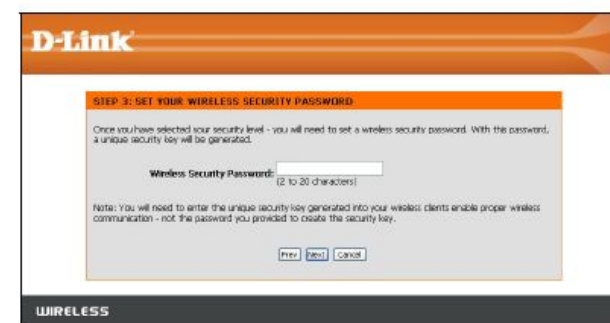 D-Link
STEP 3: SET YOUR WIRELESS SECURITY PASSWORD
Once you have selected your security level - you will need to set a wireless security password. With this password,
a unique security key will be generated.
Wireless Security Password:
(2 to 20 characters)
Note: You will need to enter the unique security key generated into your wireless clients enable proper wireless
communication - not the password you provided to create the security key.
Prev Next Cancel
WIRELESS